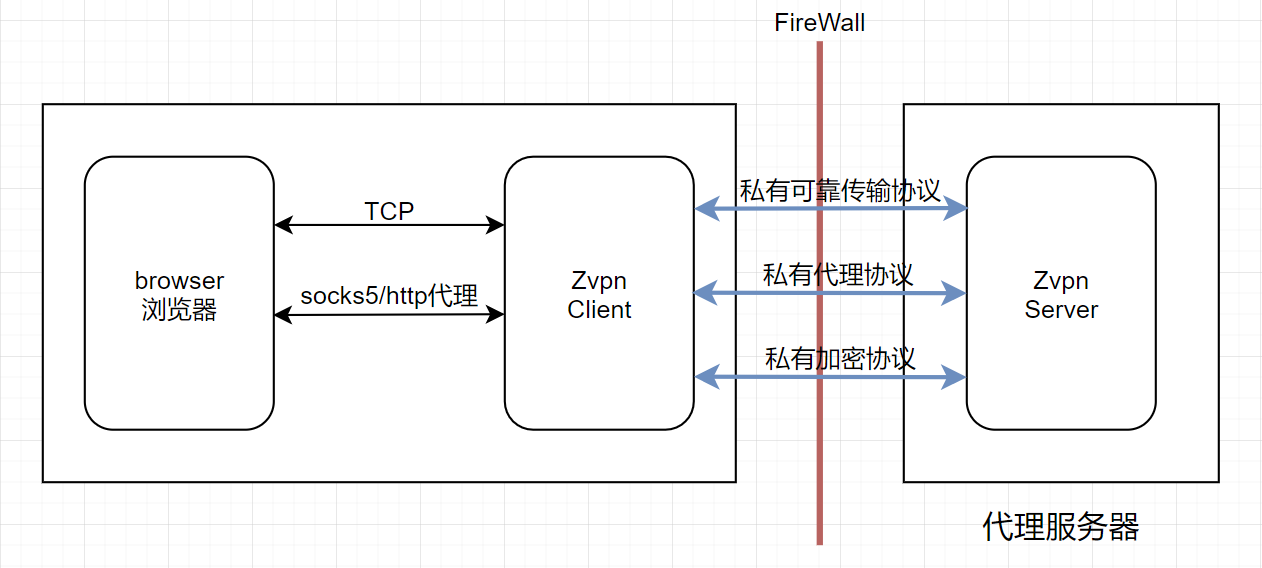 FireWall
TCP
socks5/http代理
browser
浏览器
Zvpn
Client
私有可靠传输协议
私有代理协议
私有加密协议
Zvpn
Server
代理服务器